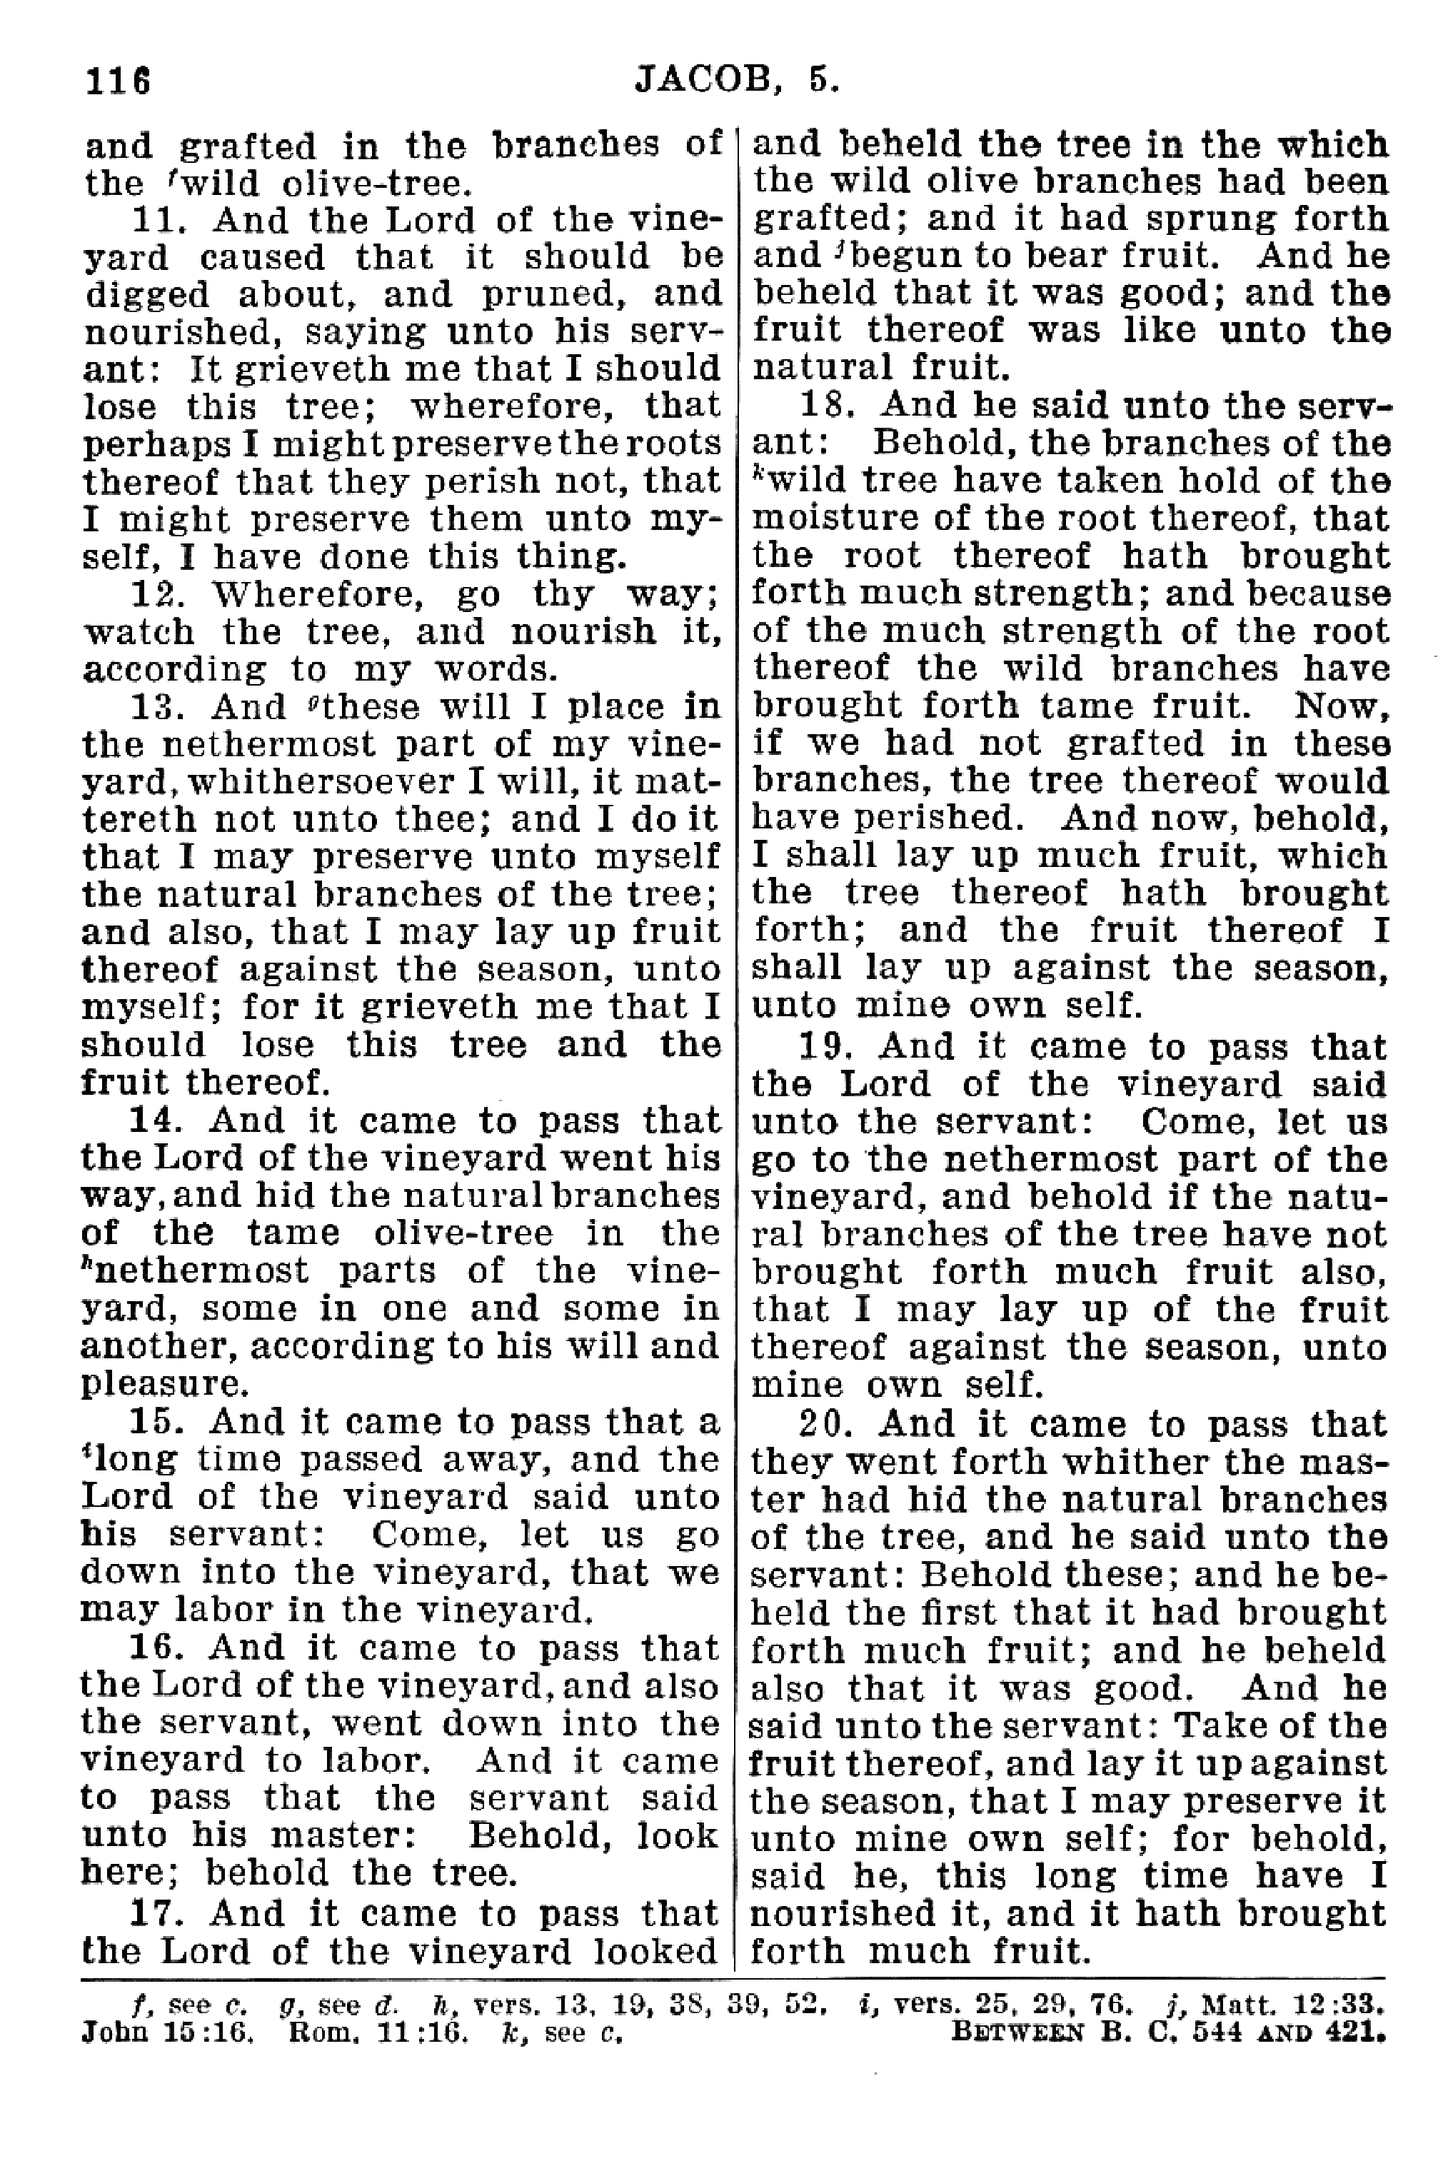 116
JACOB, 5.
and grafted in the branches of
the fwild olive-tree.
11. And the Lord of the vine-
yard caused that it should be
digged about, and pruned, and
nourished, saying unto his serv-
ant: It grieveth me that I should
lose this tree; wherefore, that
perhaps I might preserve the roots
thereof that they perish not, that
I might preserve them unto my-
self, I have done this thing.
12. Wherefore, go thy way;
watch the tree, and nourish it,
according to my words.
13. And gthese will I place in
the nethermost part of my vine-
yard, whithersoever I will, it mat-
tereth not unto thee; and I do it
that I may preserve unto myself
the natural branches of the tree;
and also, that I may lay up fruit
thereof against the season, unto
myself; for it grieveth me that I
should lose this tree and the
fruit thereof.
14. And it came to pass that
the Lord of the vineyard went his
way, and hid the natural branches
of the tame olive-tree in the
hnethermost parts of the vine-
yard, some in one and some in
another, according to his will and
pleasure.
15. And it came to pass that a
ilong time passed away, and the
Lord of the vineyard said unto
his servant: Come, let us go
down into the vineyard, that we
may labor in the vineyard.
16. And it came to pass that
the Lord of the vineyard, and also
the servant, went down into the
vineyard to labor. And it came
to pass that the servant said
unto his master: Behold, look
here; behold the tree.
17. And it came to pass that
the Lord of the vineyard looked
and beheld the tree in the which
the wild olive branches had been
grafted; and it had sprung forth
and jbegun to bear fruit. And he
beheld that it was good; and the
fruit thereof was like unto the
natural fruit.
18. And he said unto the serv-
ant: Behold, the branches of the
kwild tree have taken hold of the
moisture of the root thereof, that
the root thereof hath brought
forth much strength; and because
of the much strength of the root
thereof the wild branches have
brought forth tame fruit. Now,
if we had not grafted in these
branches, the tree thereof would
have perished. And now, behold,
I shall lay up much fruit, which
the tree thereof hath brought
forth; and the fruit thereof I
shall lay up against the season,
unto mine own self.
19. And it came to pass that
the Lord of the vineyard said
unto the servant: Come, let us
go to the nethermost part of the
vineyard, and behold if the natu-
ral branches of the tree have not
brought forth much fruit also,
that I may lay up of the fruit
thereof against the season, unto
mine own self.
20. And it came to pass that
they went forth whither the mas-
ter had hid the natural branches
of the tree, and he said unto the
servant: Behold these; and he be-
held the first that it had brought
forth much fruit; and he beheld
also that it was good. And he
said unto the servant: Take of the
fruit thereof, and lay it up against
the season, that I may preserve it
unto mine own self; for behold,
said he, this long time have I
nourished it, and it hath brought
forth much fruit.
f, see c. g, see d. h, vers. 13, 19, 38, 39, 52. i, vers. 25, 29, 76. j, Matt. 12:33.
John 15:16. Rom. 11:16. k, see c. BETWEEN B. C. 544 AND 421.